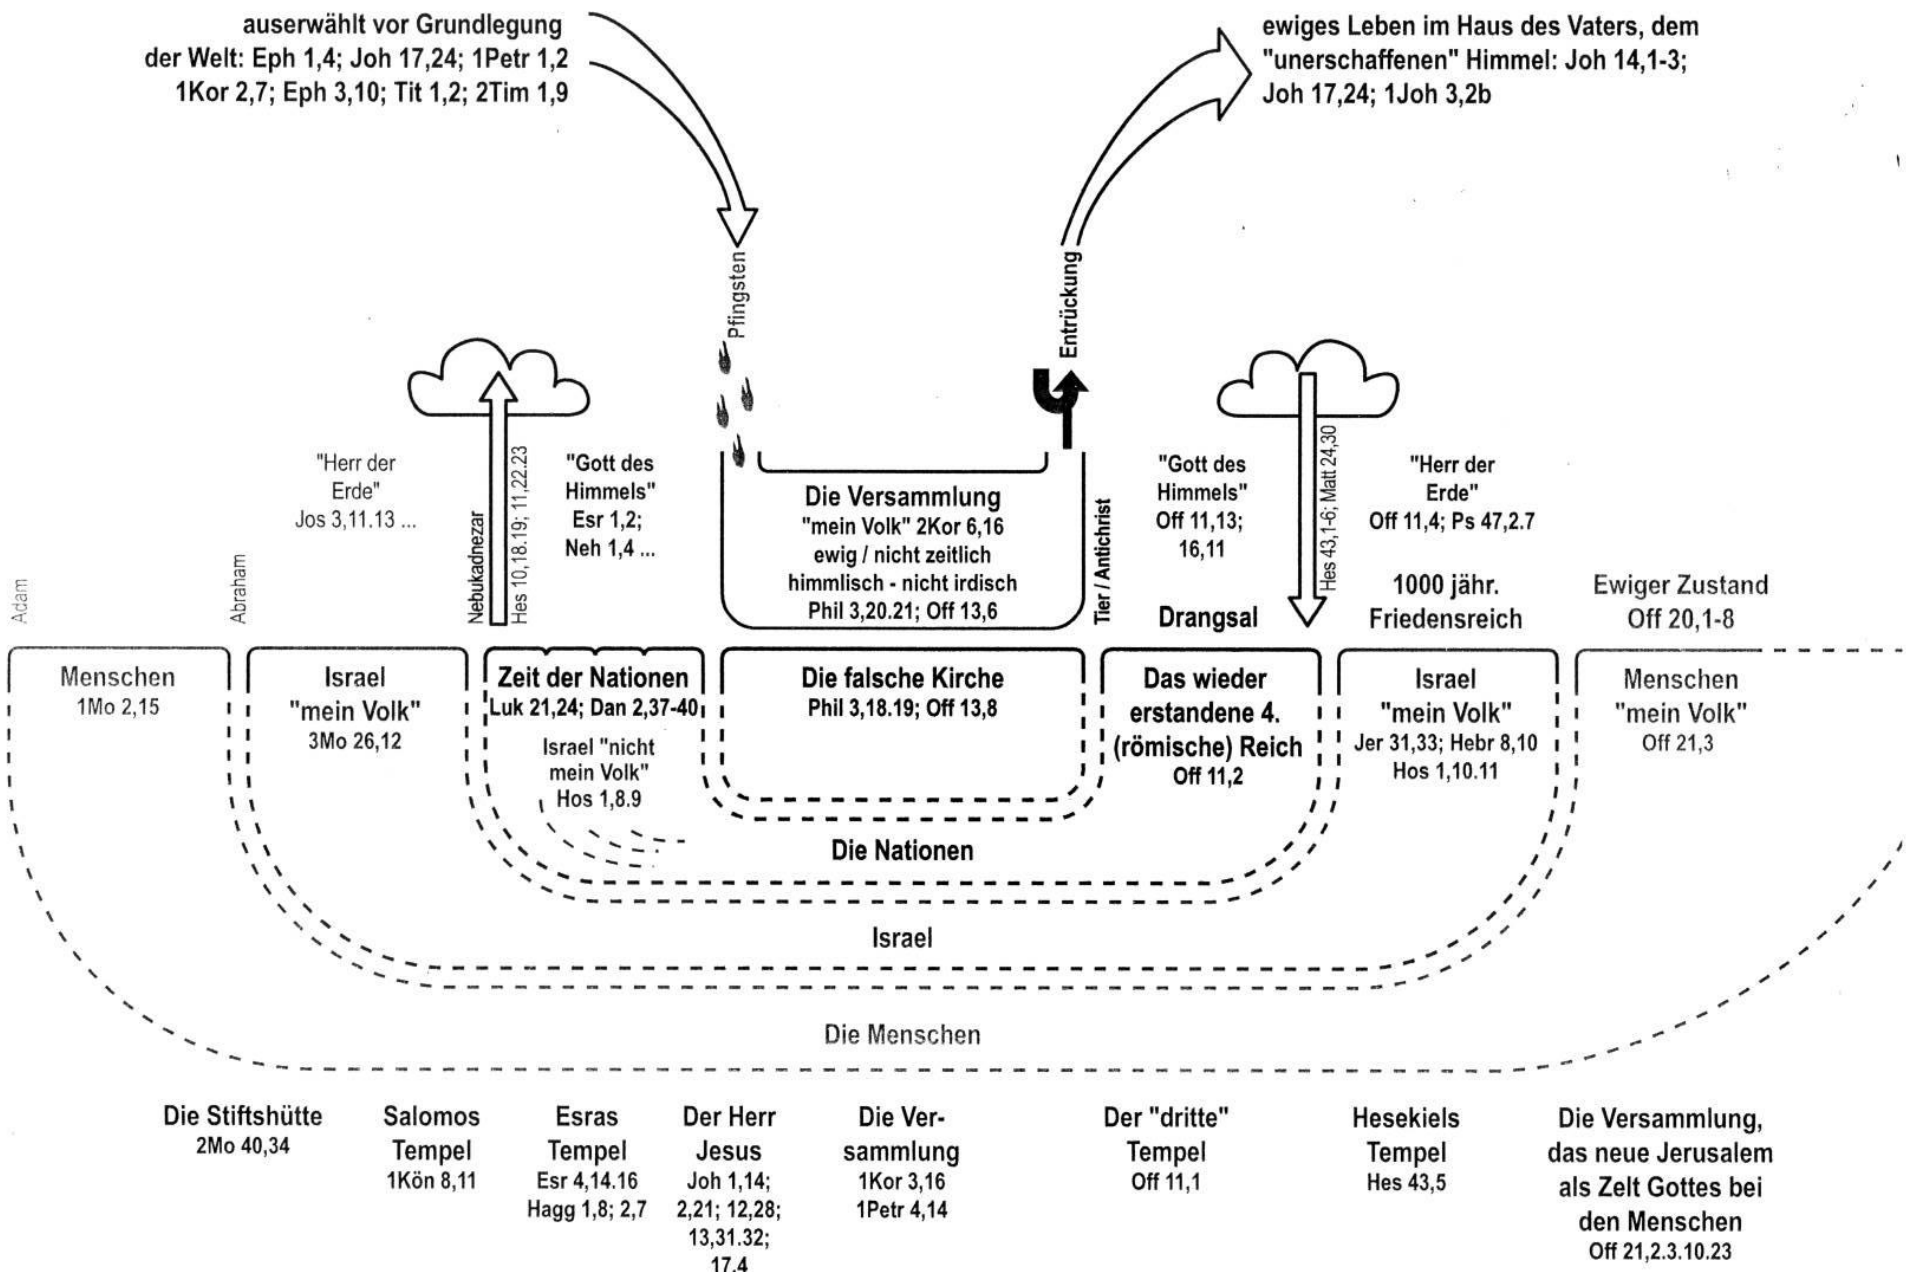 auserwählt vor Grundlegung
der Welt: Eph 1,4; Joh 17,24; 1Petr 1,2
1Kor 2,7; Eph 3,10; Tit 1,2; 2Tim 1,9
ewiges Leben im Haus des Vaters, dem
"unerschaffenen" Himmel: Joh 14,1-3;
Joh 17,24; 1Joh 3,2b
Pfingsten
Entrückung
Adam
Abraham
"Herr der
Erde"
Jos 3,11.13 ...
Nebukadnezar
Hes 10,18.19; 11,22.23
"Gott des
Himmels"
Esr 1,2;
Neh 1,4 ...
Die Versammlung
"mein Volk" 2Kor 6,16
ewig / nicht zeitlich
himmlisch - nicht irdisch
Phil 3,20.21; Off 13,6
Tier / Antichrist
"Gott des
Himmels"
Off 11,13;
16,11
Drangsal
Hes 43,1-6; Matt 24,30
"Herr der
Erde"
Off 11,4; Ps 47,2.7
1000 jähr.
Friedensreich
Ewiger Zustand
Off 20,1-8
Menschen
1Mo 2,15
Israel
"mein Volk"
3Mo 26,12
Zeit der Nationen
Luk 21,24; Dan 2,37-40
Israel "nicht
mein Volk"
Hos 1,8.9
Die falsche Kirche
Phil 3,18.19; Off 13,8
Das wieder
erstandene 4.
(römische) Reich
Off 11,2
Israel
"mein Volk"
Jer 31,33; Hebr 8,10
Hos 1,10.11
Menschen
"mein Volk"
Off 21,3
Die Nationen
Israel
Die Menschen
Die Stiftshütte
2Mo 40,34
Salomos
Tempel
1Kön 8,11
Esras
Tempel
Esr 4,14.16
Hagg 1,8; 2,7
Der Herr
Jesus
Joh 1,14;
2,21; 12,28;
13,31.32;
17.4
Die Ver-
sammlung
1Kor 3,16
1Petr 4,14
Der "dritte"
Tempel
Off 11,1
Hesekiels
Tempel
Hes 43,5
Die Versammlung,
das neue Jerusalem
als Zelt Gottes bei
den Menschen
Off 21,2.3.10.23